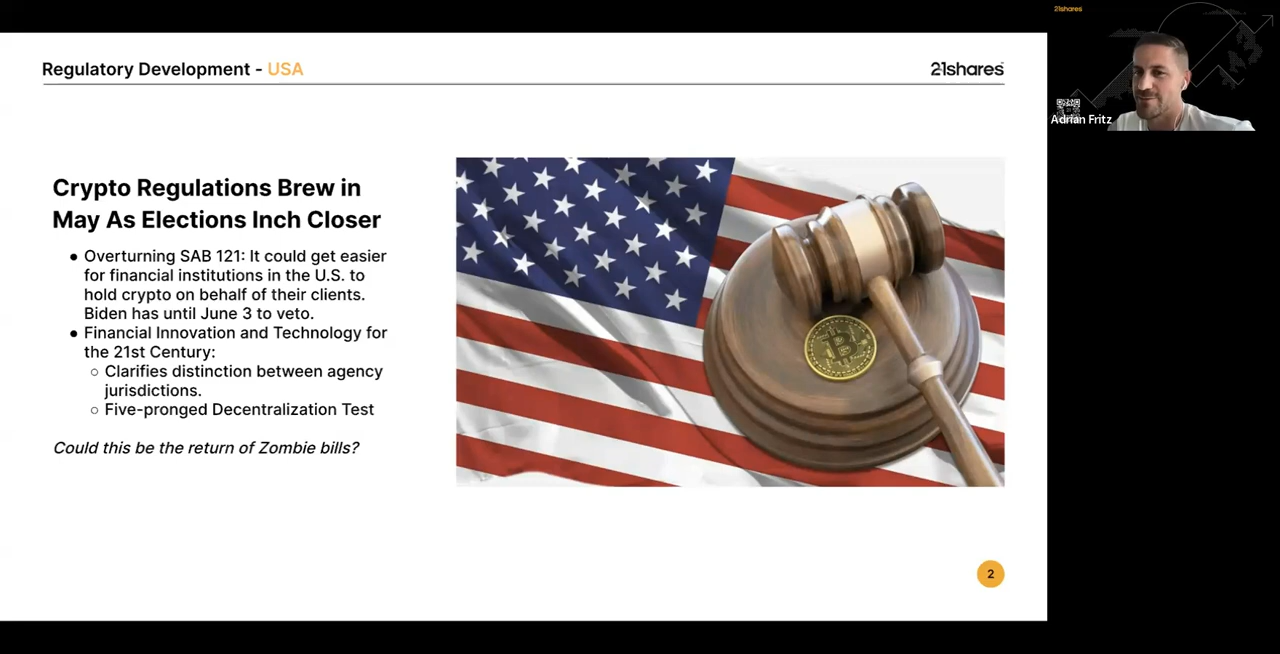 21shares
Regulatory Development - USA
21shares
Crypto Regulations Brew in
May As Elections Inch Closer
● Overturning SAB 121: It could get easier
for financial institutions in the U.S. to
hold crypto on behalf of their clients.
Biden has until June 3 to veto.
● Financial Innovation and Technology for
the 21st Century:
○ Clarifies distinction between agency
jurisdictions.
○ Five-pronged Decentralization Test
Could this be the return of Zombie bills?
2
Adrian Fritz